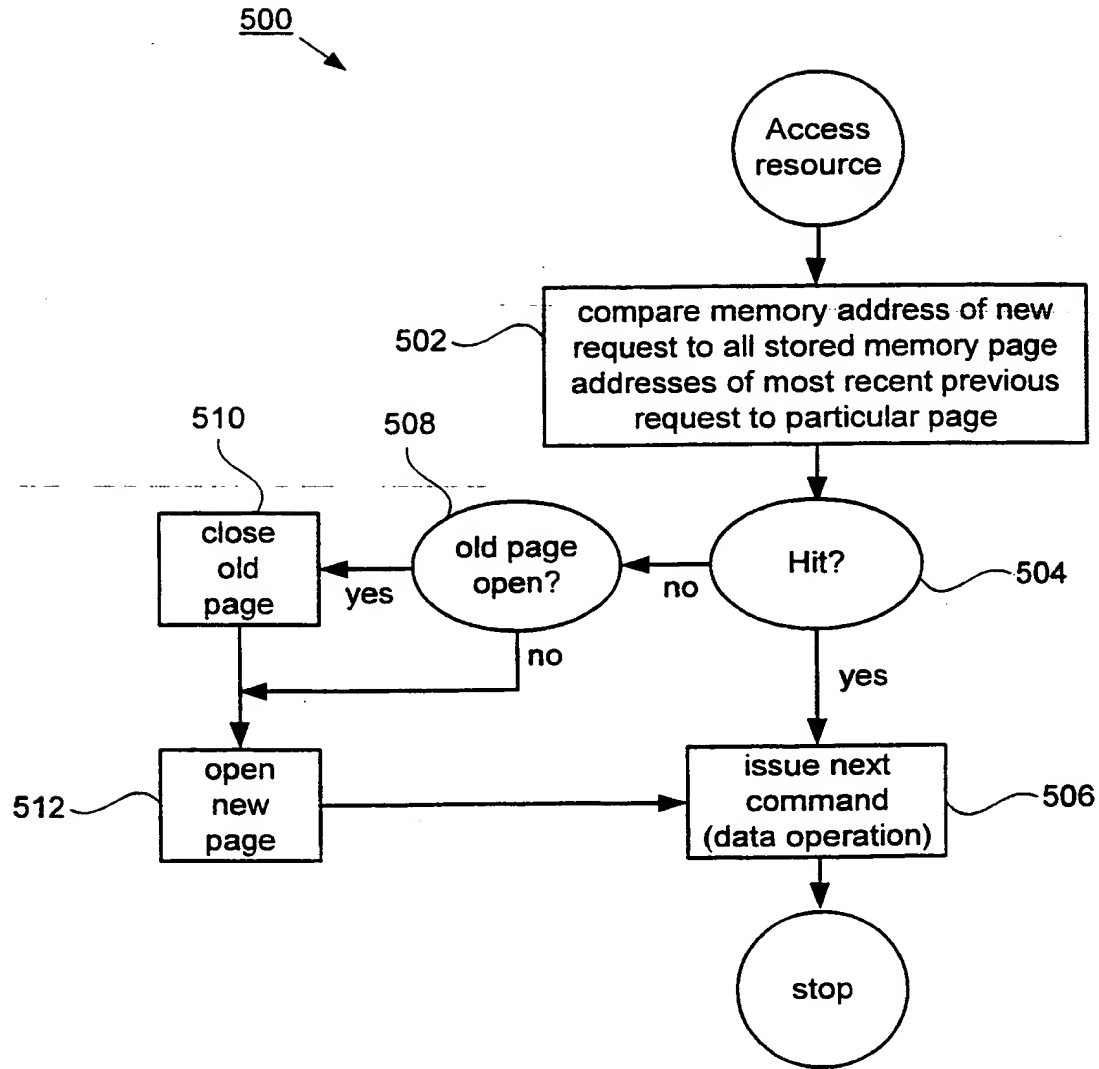 500
Access
resource
502
compare memory address of new
request to all stored memory page
addresses of most recent previous
request to particular page
510
508
close
old
page
yes
old page
open?
no
Hit?
504
no
yes
512
open
new
page
issue next
command
(data operation)
506
stop